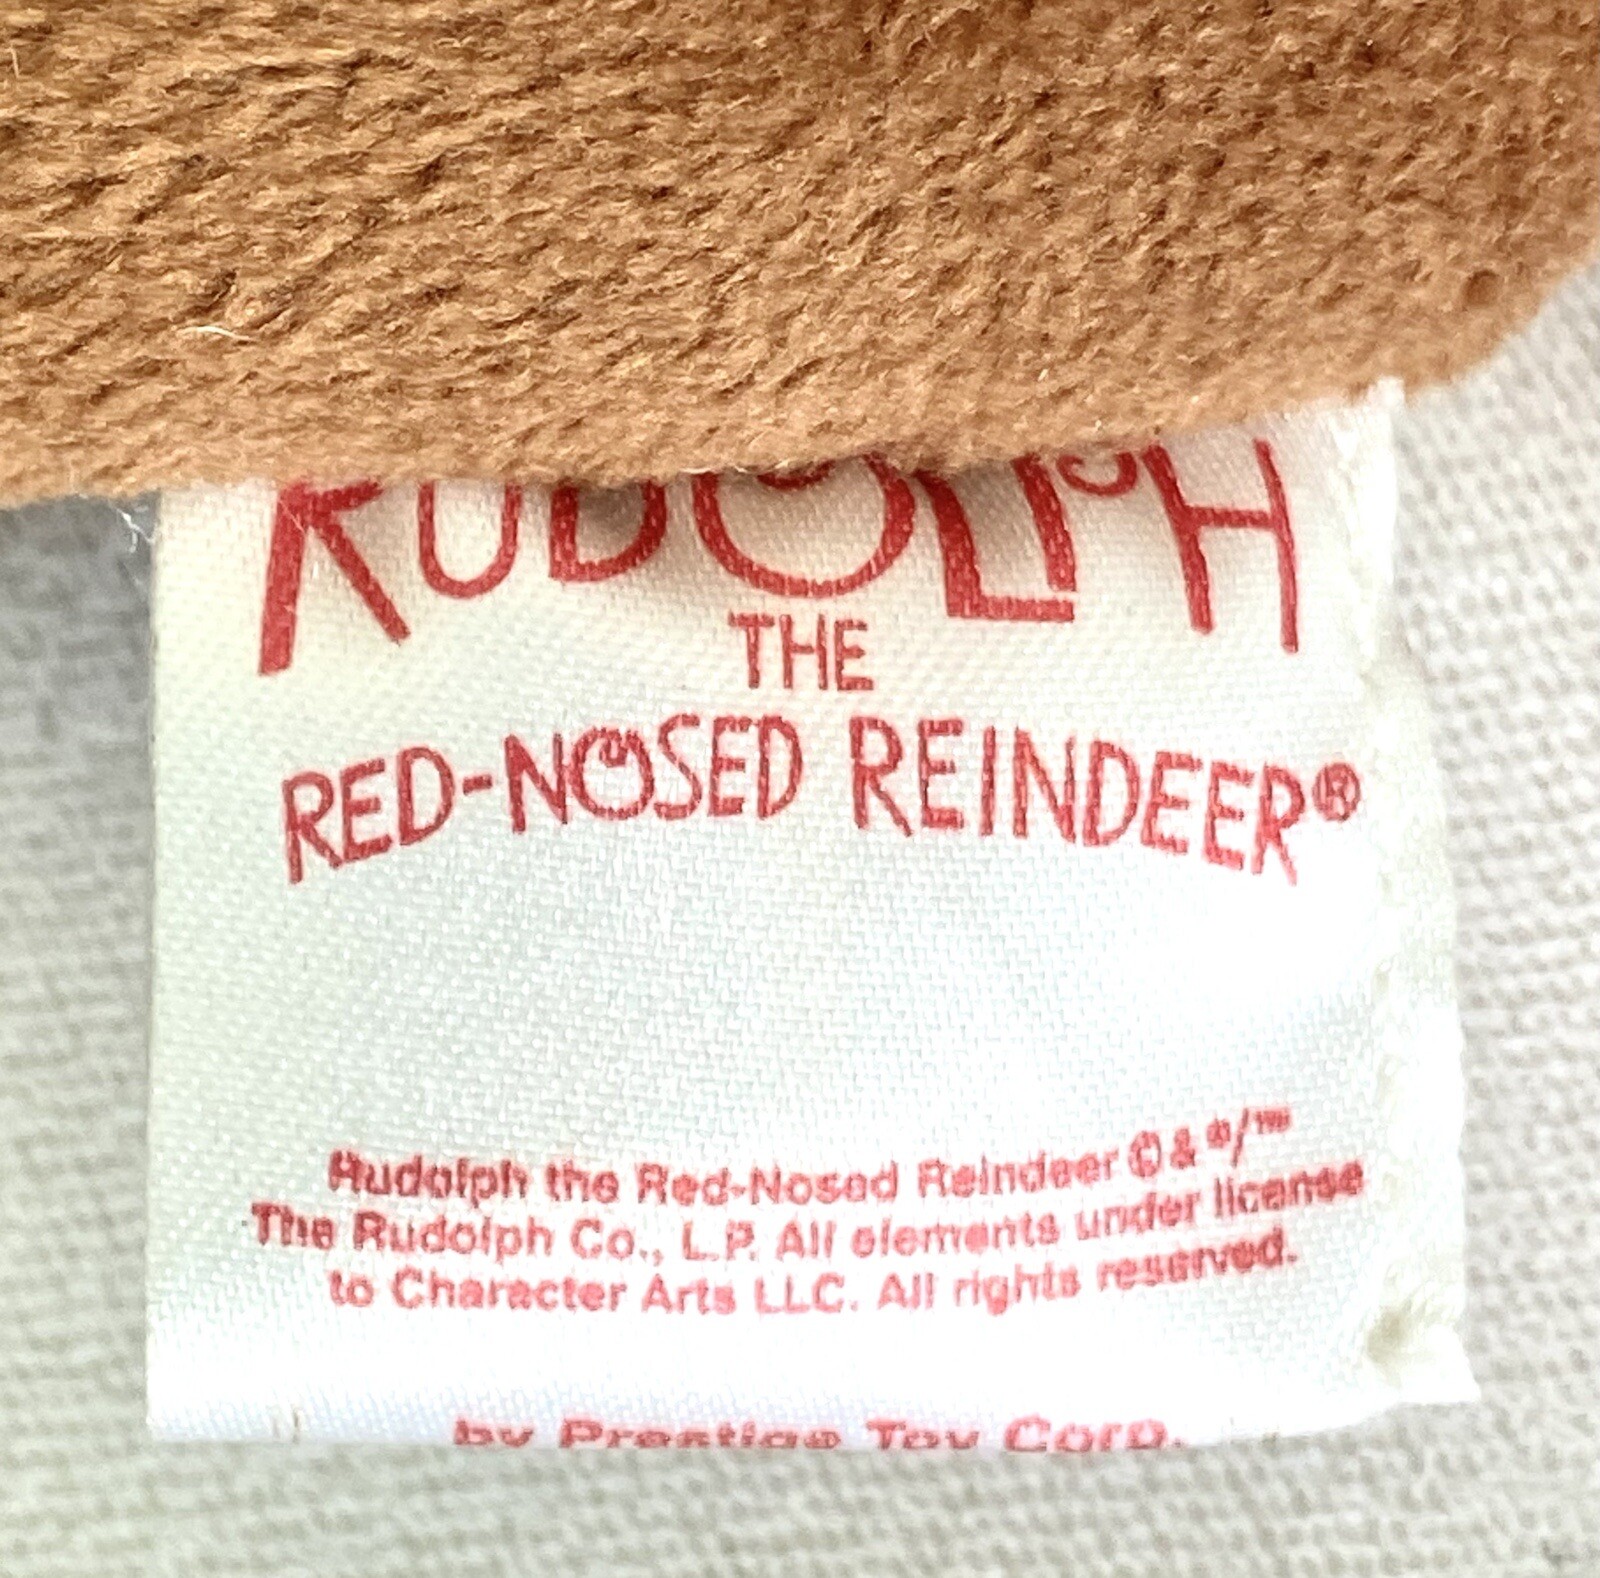 RUDOLPH
THE
RED-NOSED REINDEER®
Rudolph the Red-Nosed Reindeer © & ®/™
The Rudolph Co., L.P. All elements under license
to Character Arts LLC. All rights reserved.
by Prestige Toy Corp.